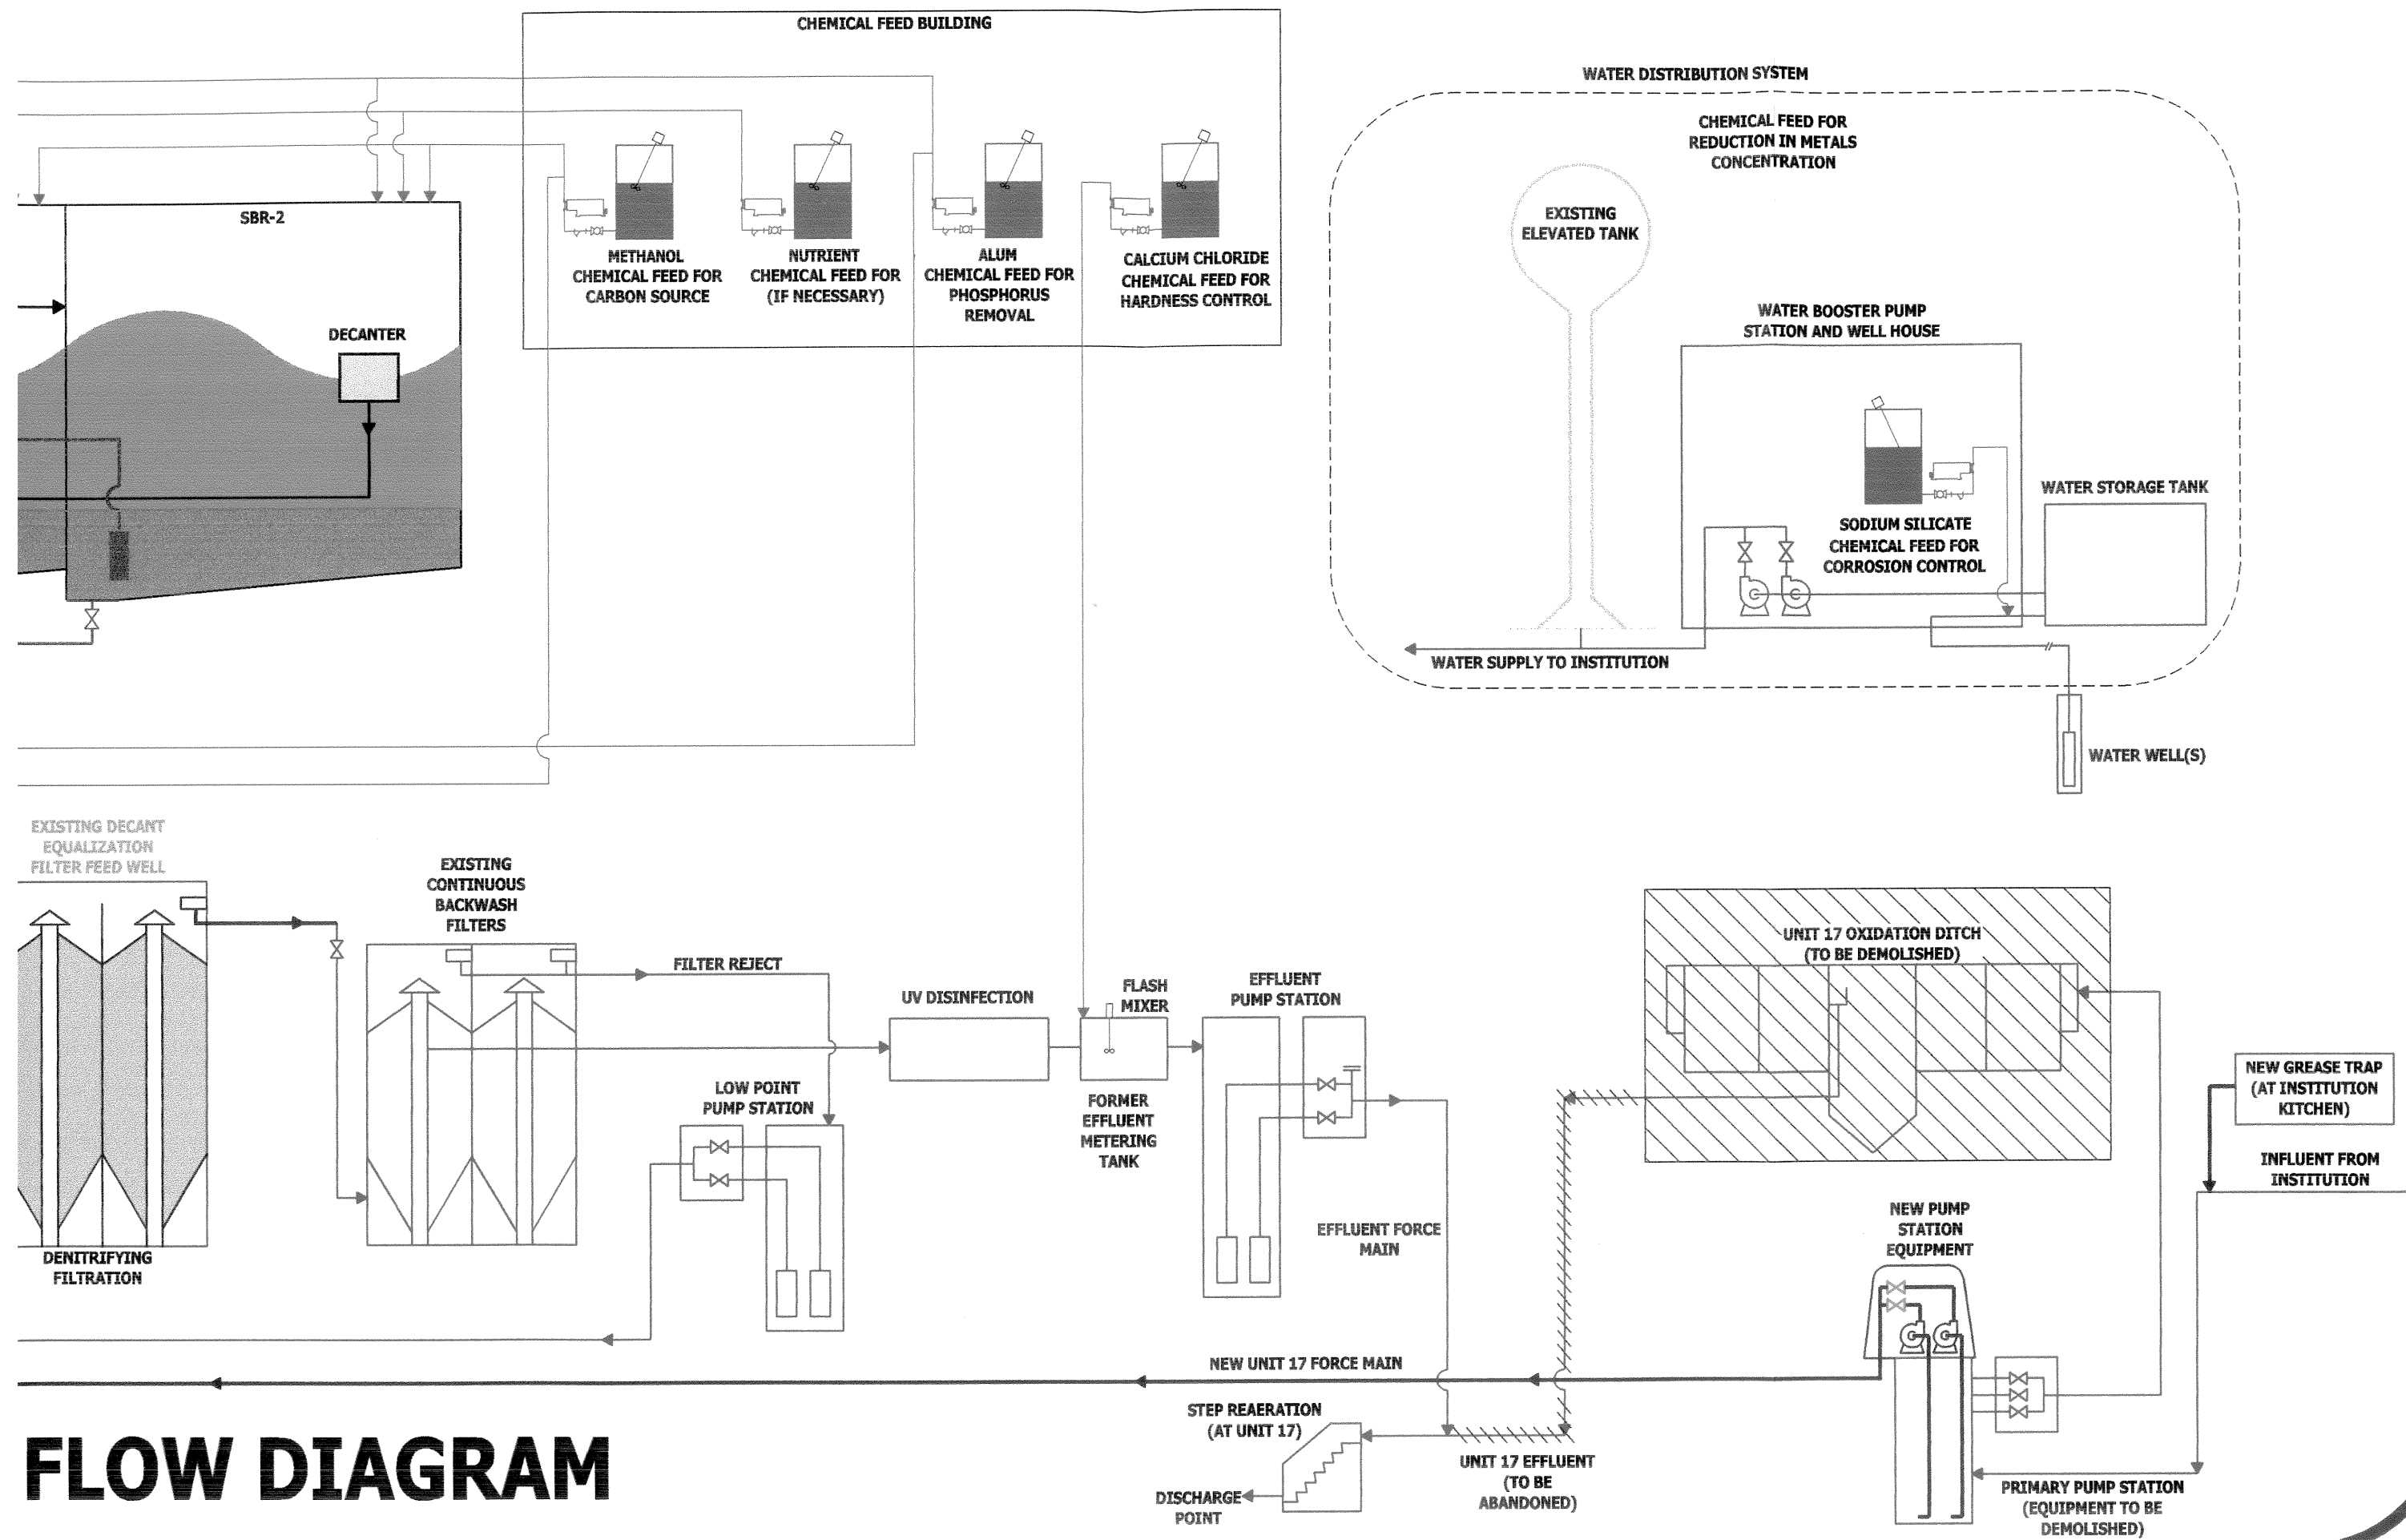 CHEMICAL FEED BUILDING
WATER DISTRIBUTION SYSTEM
CHEMICAL FEED FOR
REDUCTION IN METALS
CONCENTRATION
SBR-2
DECANTER
METHANOL
CHEMICAL FEED FOR
CARBON SOURCE
NUTRIENT
CHEMICAL FEED FOR
(IF NECESSARY)
ALUM
CHEMICAL FEED FOR
PHOSPHORUS
REMOVAL
CALCIUM CHLORIDE
CHEMICAL FEED FOR
HARDNESS CONTROL
EXISTING
ELEVATED TANK
WATER BOOSTER PUMP
STATION AND WELL HOUSE
WATER STORAGE TANK
SODIUM SILICATE
CHEMICAL FEED FOR
CORROSION CONTROL
WATER SUPPLY TO INSTITUTION
WATER WELL(S)
EXISTING DECANT
EQUALIZATION
FILTER FEED WELL
EXISTING
CONTINUOUS
BACKWASH
FILTERS
FILTER REJECT
UV DISINFECTION
FLASH
MIXER
EFFLUENT
PUMP STATION
UNIT 17 OXIDATION DITCH
(TO BE DEMOLISHED)
NEW GREASE TRAP
(AT INSTITUTION
KITCHEN)
LOW POINT
PUMP STATION
FORMER
EFFLUENT
METERING
TANK
INFLUENT FROM
INSTITUTION
NEW PUMP
STATION
EQUIPMENT
EFFLUENT FORCE
MAIN
DENITRIFYING
FILTRATION
NEW UNIT 17 FORCE MAIN
STEP REAERATION
(AT UNIT 17)
UNIT 17 EFFLUENT
(TO BE
ABANDONED)
DISCHARGE
POINT
PRIMARY PUMP STATION
(EQUIPMENT TO BE
DEMOLISHED)
FLOW DIAGRAM